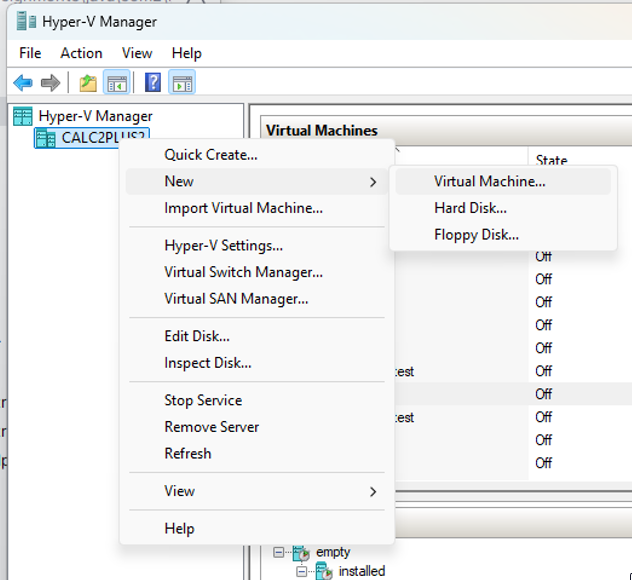 Hyper-V Manager
File Action View Help
Hyper-V Manager
CALC2PLUS2
Virtual Machines
State
Quick Create...
New
Import Virtual Machine...
Hyper-V Settings...
Virtual Switch Manager...
Virtual SAN Manager...
Edit Disk...
Inspect Disk...
Stop Service
Remove Server
Refresh
View
Help
Virtual Machine...
Hard Disk...
Floppy Disk...
Off
Off
Off
Off
Off
test Off
Off
test Off
Off
Off
empty
installed